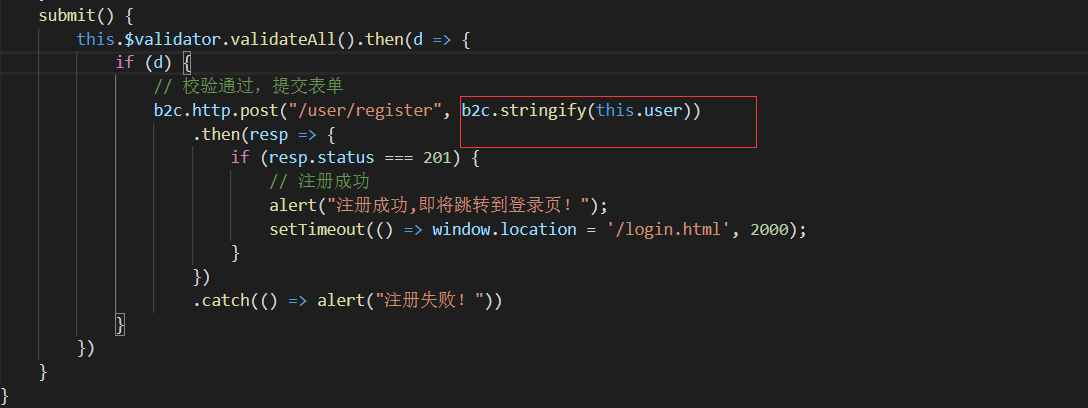 submit() {
this.$validator.validateAll().then(d => {
if (d) {
// 校验通过，提交表单
b2c.http.post("/user/register", b2c.stringify(this.user))
.then(resp => {
if (resp.status === 201) {
// 注册成功
alert("注册成功,即将跳转到登录页！");
setTimeout(() => window.location = '/login.html', 2000);
}
})
.catch(() => alert("注册失败！"))
}
})
}
}